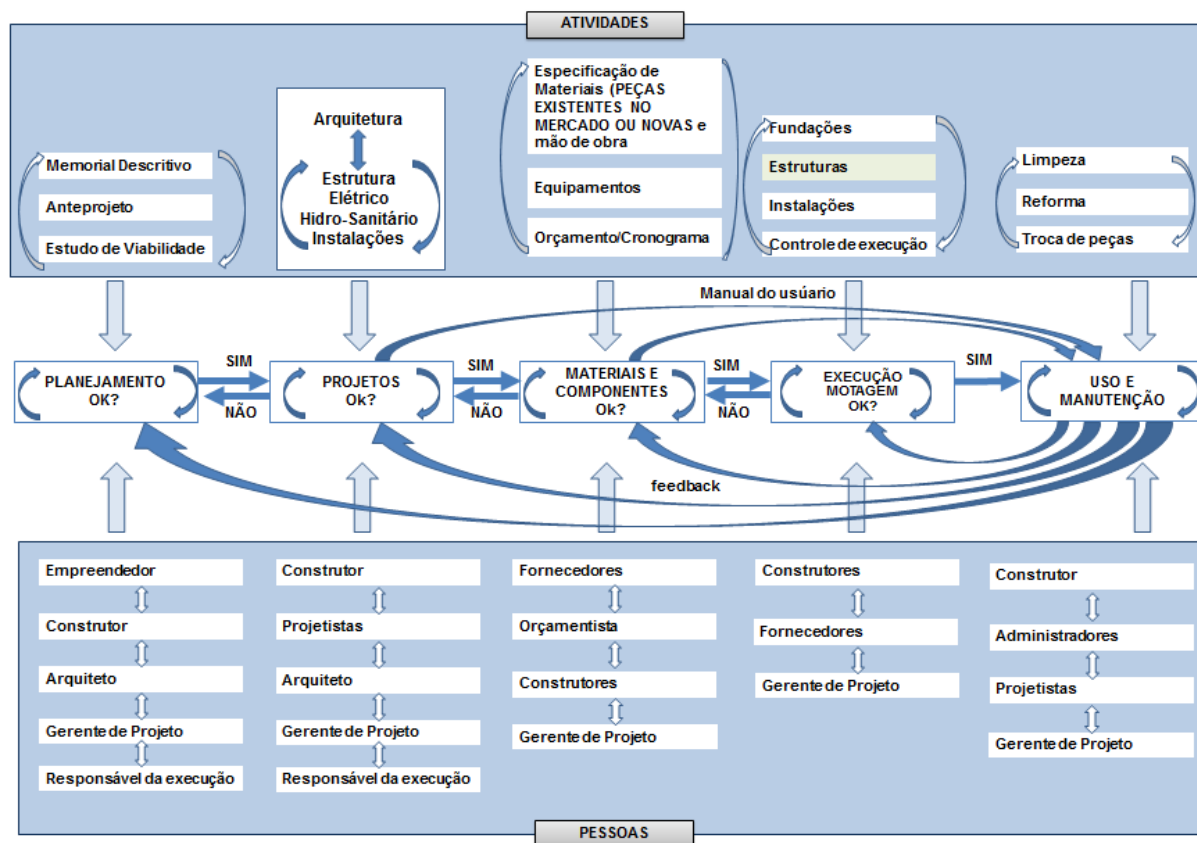 ATIVIDADES
Memorial Descritivo
Anteprojeto
Estudo de Viabilidade
Arquitetura
Estrutura
Elétrico
Hidro-Sanitário
Instalações
Especificação de
Materiais (PEÇAS
EXISTENTES NO
MERCADO OU NOVAS e
mão de obra
Equipamentos
Orçamento/Cronograma
Fundações
Estruturas
Instalações
Controle de execução
Limpeza
Reforma
Troca de peças
Manual do usúário
PLANEJAMENTO
OK?
SIM
NÃO
PROJETOS
Ok?
SIM
NÃO
MATERIAIS E
COMPONENTES
Ok?
SIM
NÃO
EXECUÇÃO
MOTAGEM
OK?
SIM
USO E
MANUTENÇÃO
feedback
Empreendedor
Construtor
Arquiteto
Gerente de Projeto
Responsável da execução
Construtor
Projetistas
Arquiteto
Gerente de Projeto
Responsável da execução
Fornecedores
Orçamentista
Construtores
Gerente de Projeto
Construtores
Fornecedores
Gerente de Projeto
Construtor
Administradores
Projetistas
Gerente de Projeto
PESSOAS